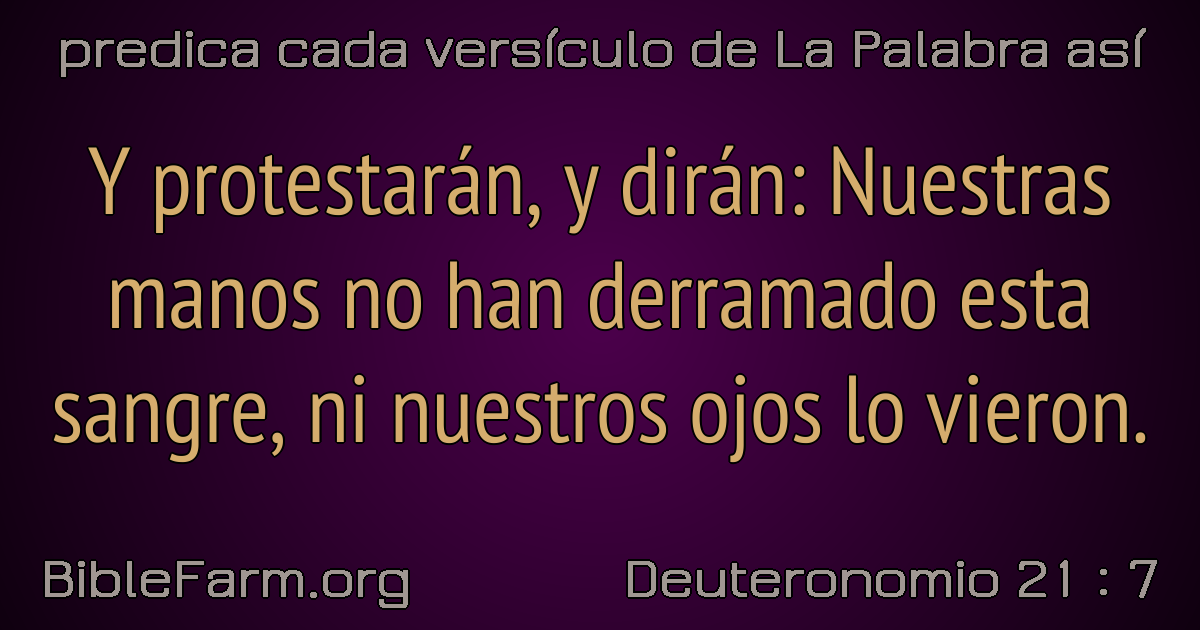 predica cada versículo de La Palabra así
Y protestarán, y dirán: Nuestras
manos no han derramado esta
sangre, ni nuestros ojos lo vieron.
BibleFarm.org
Deuteronomio 21 : 7